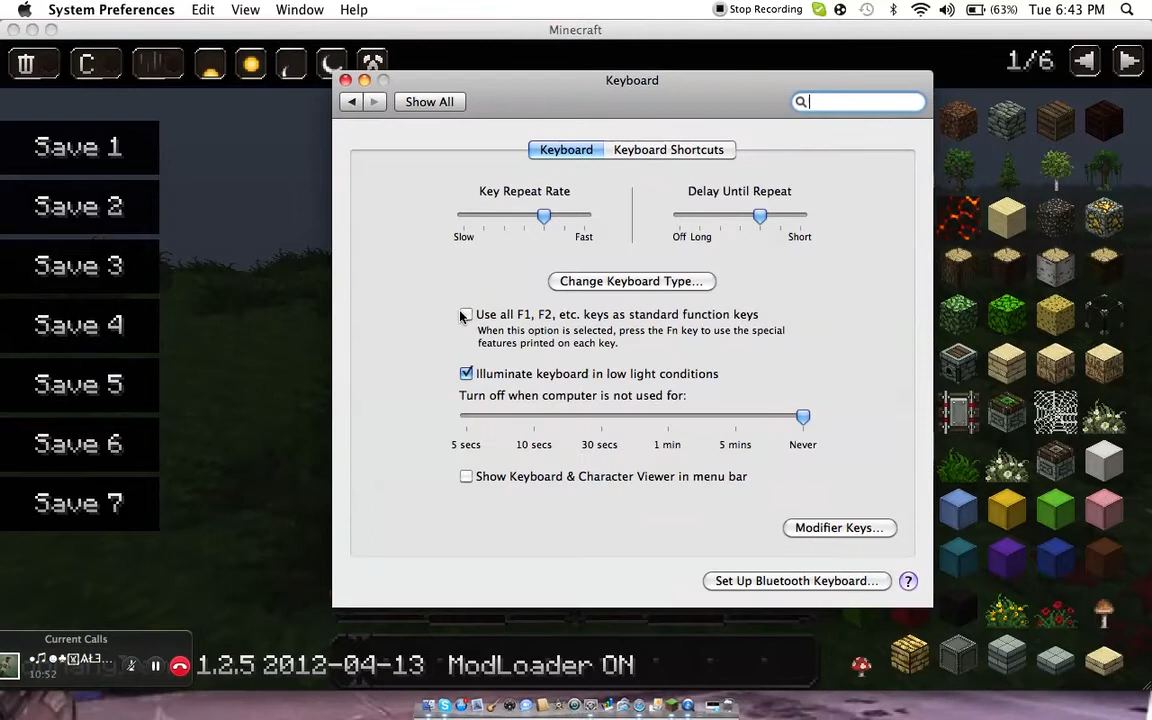 System Preferences Edit View Window Help
Stop Recording (63%) Tue 6:43 PM
Minecraft
C
1/6
Keyboard
Show All
Keyboard Keyboard Shortcuts
Save 1
Save 2
Save 3
Save 4
Save 5
Save 6
Save 7
Key Repeat Rate
Delay Until Repeat
Slow Fast
Off Long Short
Change Keyboard Type...
Use all F1, F2, etc. keys as standard function keys
When this option is selected, press the Fn key to use the special
features printed on each key.
Illuminate keyboard in low light conditions
Turn off when computer is not used for:
5 secs 10 secs 30 secs 1 min 5 mins Never
Show Keyboard & Character Viewer in menu bar
Modifier Keys...
Set Up Bluetooth Keyboard... ?
Current Calls
10:52
1.2.5 2012-04-13 ModLoader ON